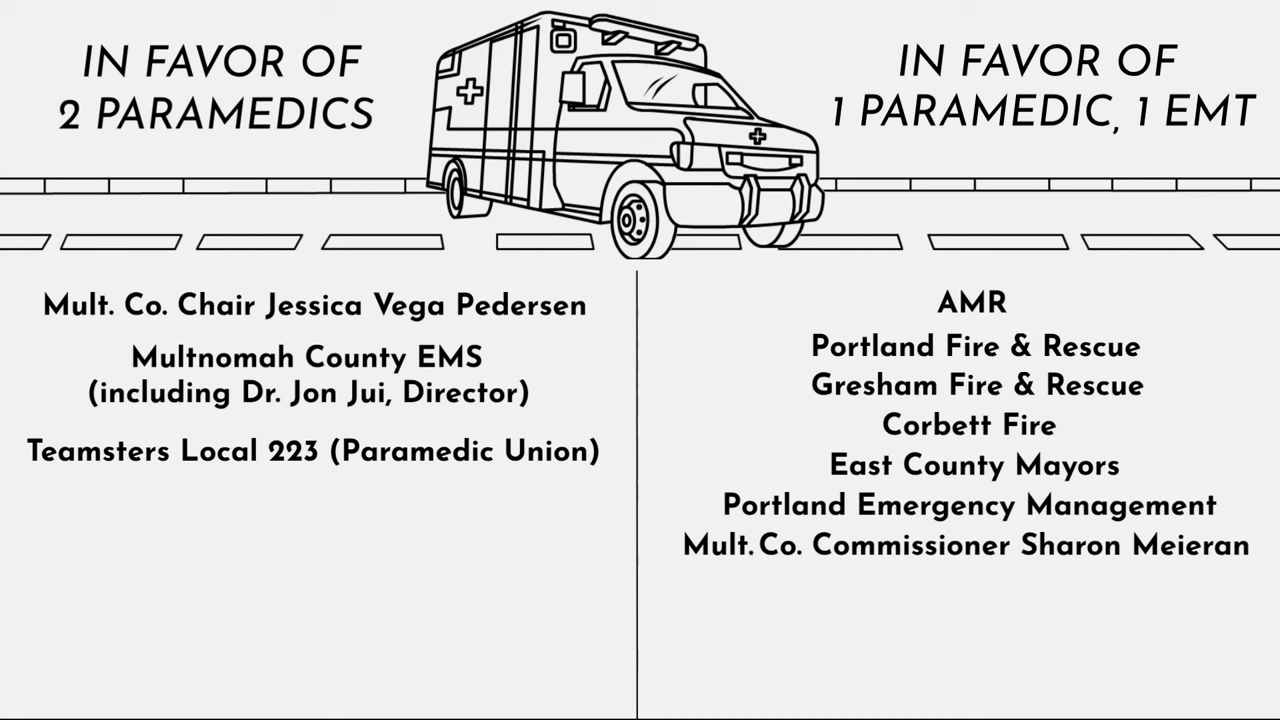 IN FAVOR OF
2 PARAMEDICS
IN FAVOR OF
1 PARAMEDIC, 1 EMT
Mult. Co. Chair Jessica Vega Pedersen
Multnomah County EMS
(including Dr. Jon Jui, Director)
Teamsters Local 223 (Paramedic Union)
AMR
Portland Fire & Rescue
Gresham Fire & Rescue
Corbett Fire
East County Mayors
Portland Emergency Management
Mult. Co. Commissioner Sharon Meieran